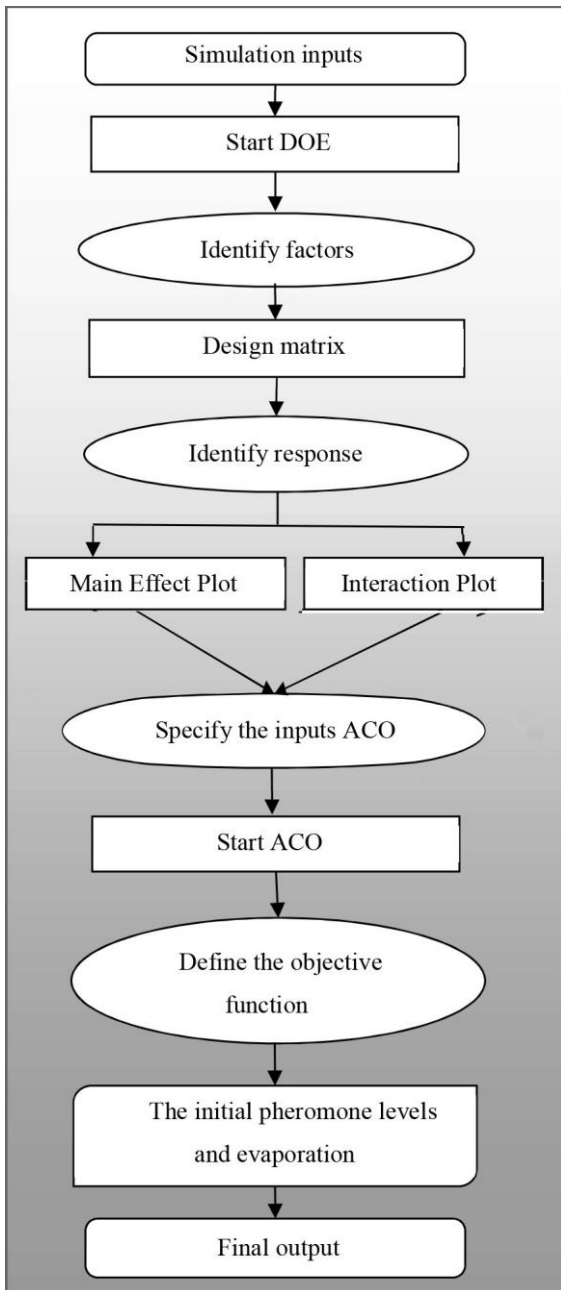 Simulation inputs
Start DOE
Identify factors
Design matrix
Identify response
Main Effect Plot
Interaction Plot
Specify the inputs ACO
Start ACO
Define the objective
function
The initial pheromone levels
and evaporation
Final output